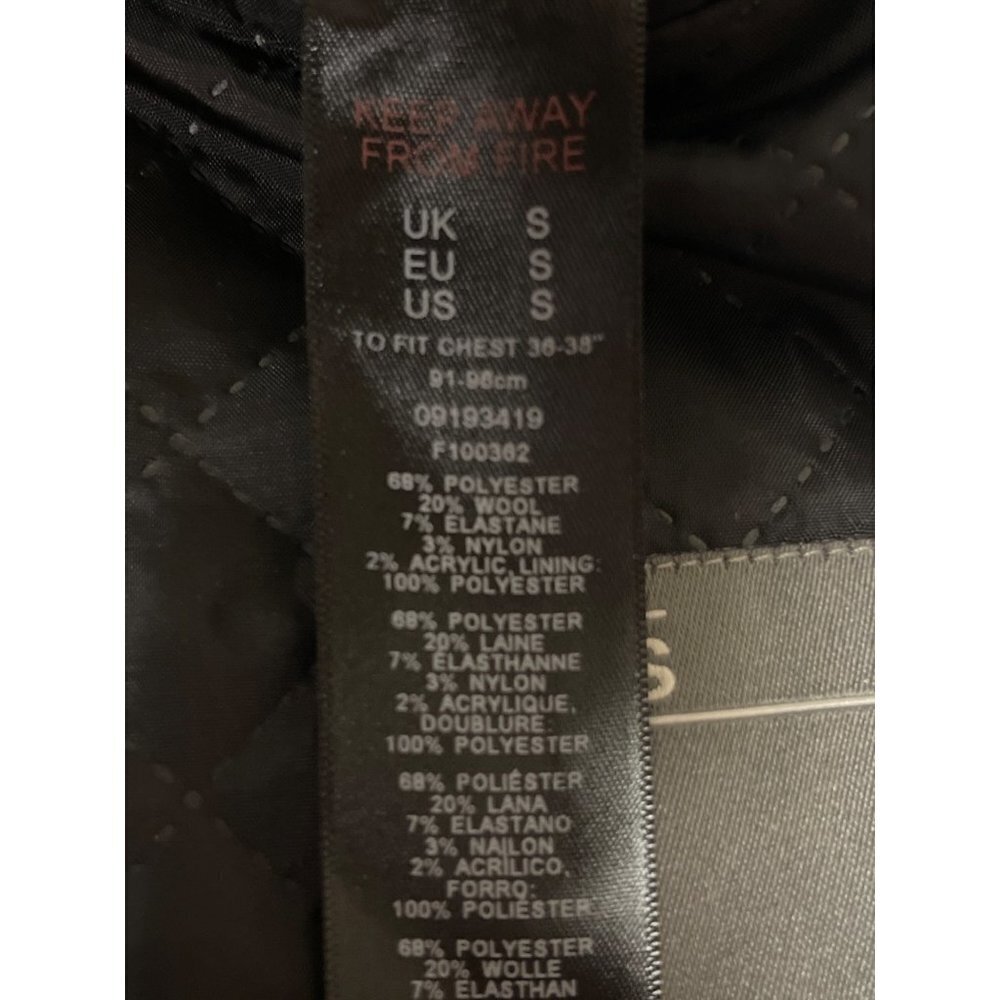 KEEP AWAY
FROM FIRE
UK S
EU S
US S
TO FIT CHEST 36-38"
91-96cm
09193419
F100362
68% POLYESTER
20% WOOL
7% ELASTANE
3% NYLON
2% ACRYLIC, LINING:
100% POLYESTER
68% POLYESTER
20% LAINE
7% ÉLASTHANNE
3% NYLON
2% ACRYLIQUE,
DOUBLURE:
100% POLYESTER
68% POLIÉSTER
20% LANA
7% ELASTANO
3% NAILON
2% ACRÍLICO,
FORRO:
100% POLIÉSTER
68% POLYESTER
20% WOLLE
7% ELASTHAN